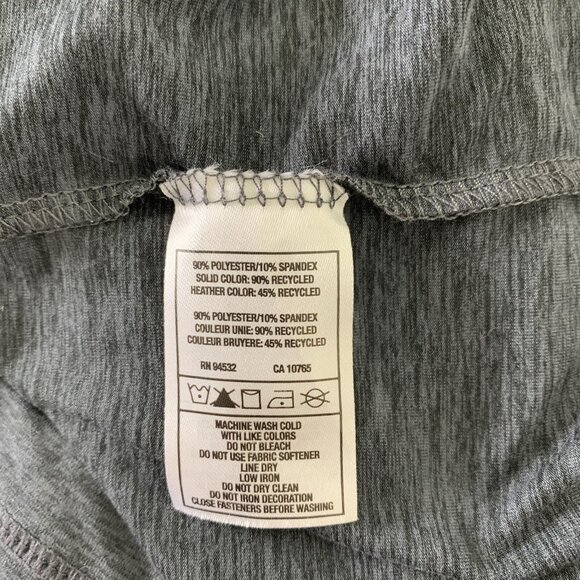 90% POLYESTER/10% SPANDEX
SOLID COLOR: 90% RECYCLED
HEATHER COLOR: 45% RECYCLED
90% POLYESTER/10% SPANDEX
COULEUR UNIE: 90% RECYCLED
COULEUR BRUYERE: 45% RECYCLED
RN 94532 CA 10765
MACHINE WASH COLD
WITH LIKE COLORS
DO NOT BLEACH
DO NOT USE FABRIC SOFTENER
LINE DRY
LOW IRON
DO NOT DRY CLEAN
DO NOT IRON DECORATION
CLOSE FASTENERS BEFORE WASHING